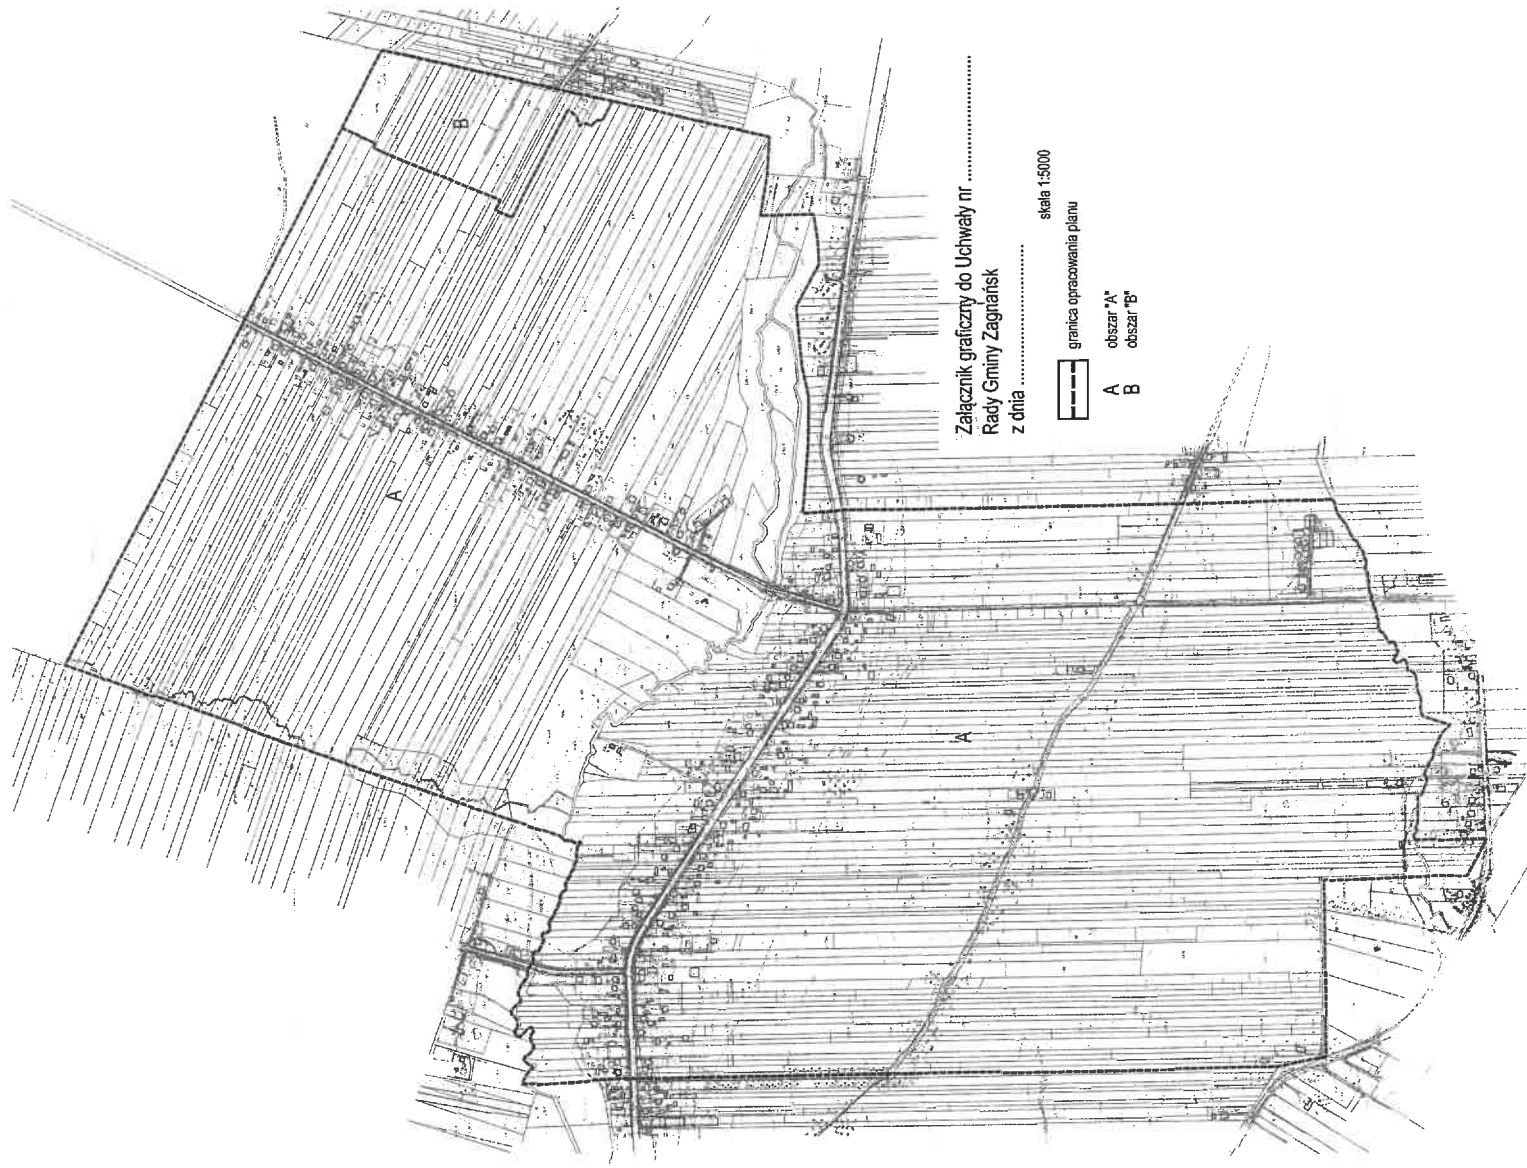 Załącznik graficzny do Uchwały nr ........................
Rady Gminy Zagnańsk
z dnia ........................
skala 1:5000
granica opracowania planu
A obszar "A"
B obszar "B"
B
A
A